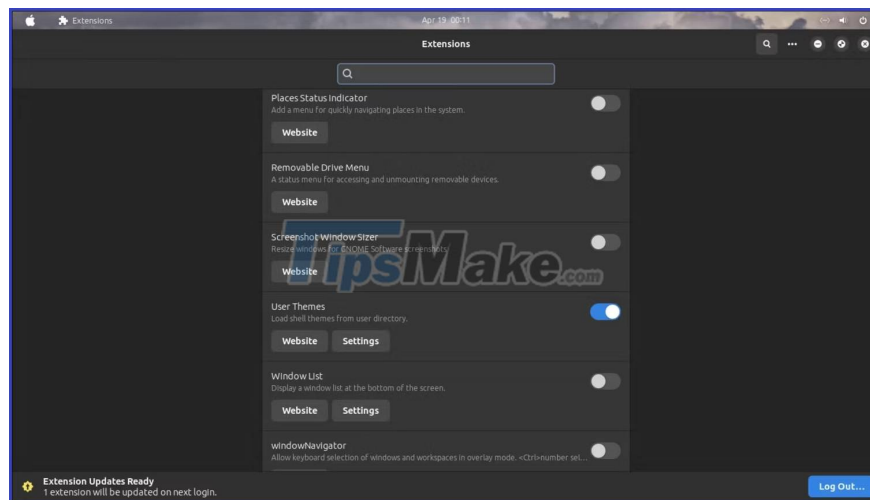 Extensions
Apr 19 00:11
Extensions
Places Status Indicator
Add a menu for quickly navigating places in the system.
Website
Removable Drive Menu
A status menu for accessing and unmounting removable devices.
Website
Screenshot Window Sizer
Resize windows for GNOME Software screenshots.
Website
TipsMake.com
User Themes
Load shell themes from user directory.
Website Settings
Window List
Display a window list at the bottom of the screen.
Website Settings
windowNavigator
Allow keyboard selection of windows and workspaces in overlay mode. <Ctrl>number sel...
Extension Updates Ready
1 extension will be updated on next login.
Log Out...